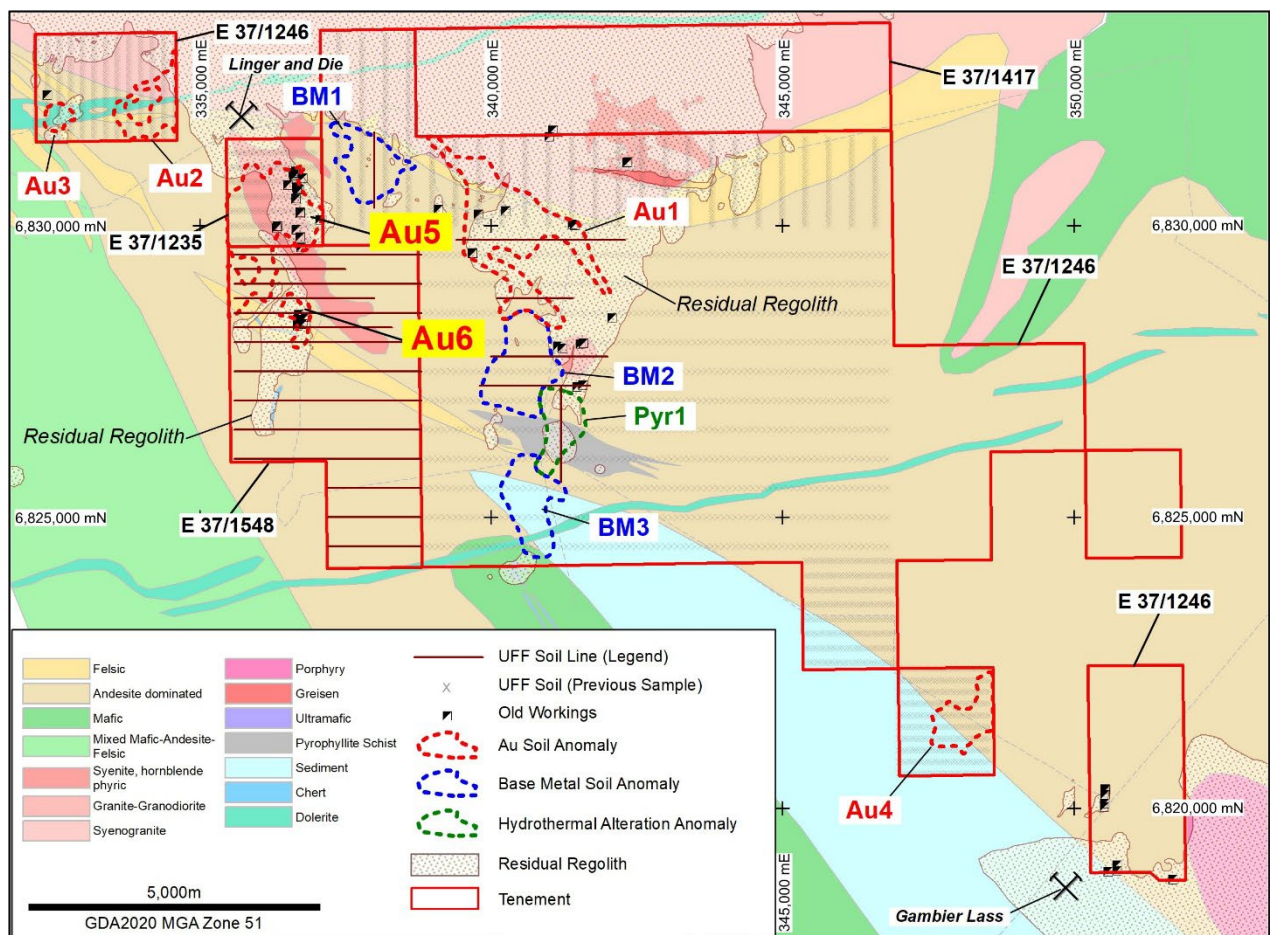 E 37/1246
335,000 mE
Linger and Die
BM1
340,000 mE
345,000 mE
E 37/1417
350,000 mE
Au3
Au2
Au1
Au5
6,830,000 mN
6,830,000 mN
E 37/1235
E 37/1246
Residual Regolith
Au6
BM2
Pyr1
Residual Regolith
6,825,000 mN
6,825,000 mN
E 37/1548
BM3
E 37/1246
Au4
6,820,000 mN
345,000 mE
Gambier Lass
Felsic
Andesite dominated
Mafic
Mixed Mafic-Andesite-
Felsic
Syenite, hornblende
phyric
Granite-Granodiorite
Syenogranite
Porphyry
Greisen
Ultramafic
Pyrophyllite Schist
Sediment
Chert
Dolerite
UFF Soil Line (Legend)
UFF Soil (Previous Sample)
Old Workings
Au Soil Anomaly
Base Metal Soil Anomaly
Hydrothermal Alteration Anomaly
Residual Regolith
Tenement
5,000m
GDA2020 MGA Zone 51